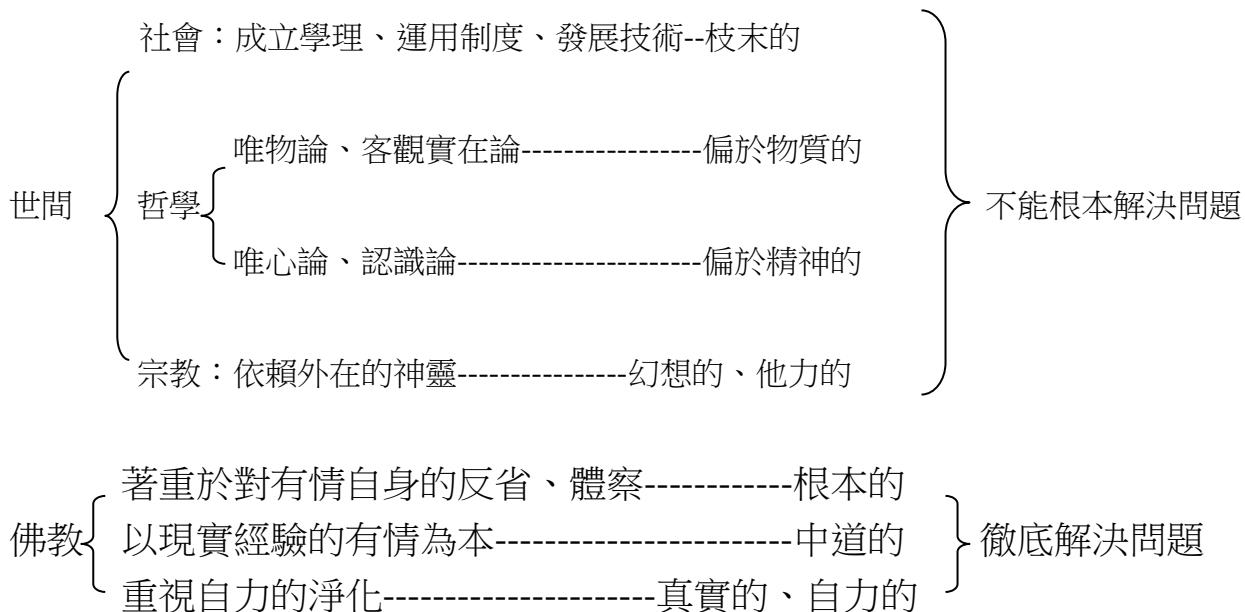 社會：成立學理、運用制度、發展技術--枝末的
唯物論、客觀實在論-----------------偏於物質的
世間 哲學 不能根本解決問題
唯心論、認識論-----------------------偏於精神的
宗教：依賴外在的神靈----------------幻想的、他力的
著重於對有情自身的反省、體察------------根本的
佛教 以現實經驗的有情為本------------------------中道的 徹底解決問題
重視自力的淨化----------------------真實的、自力的